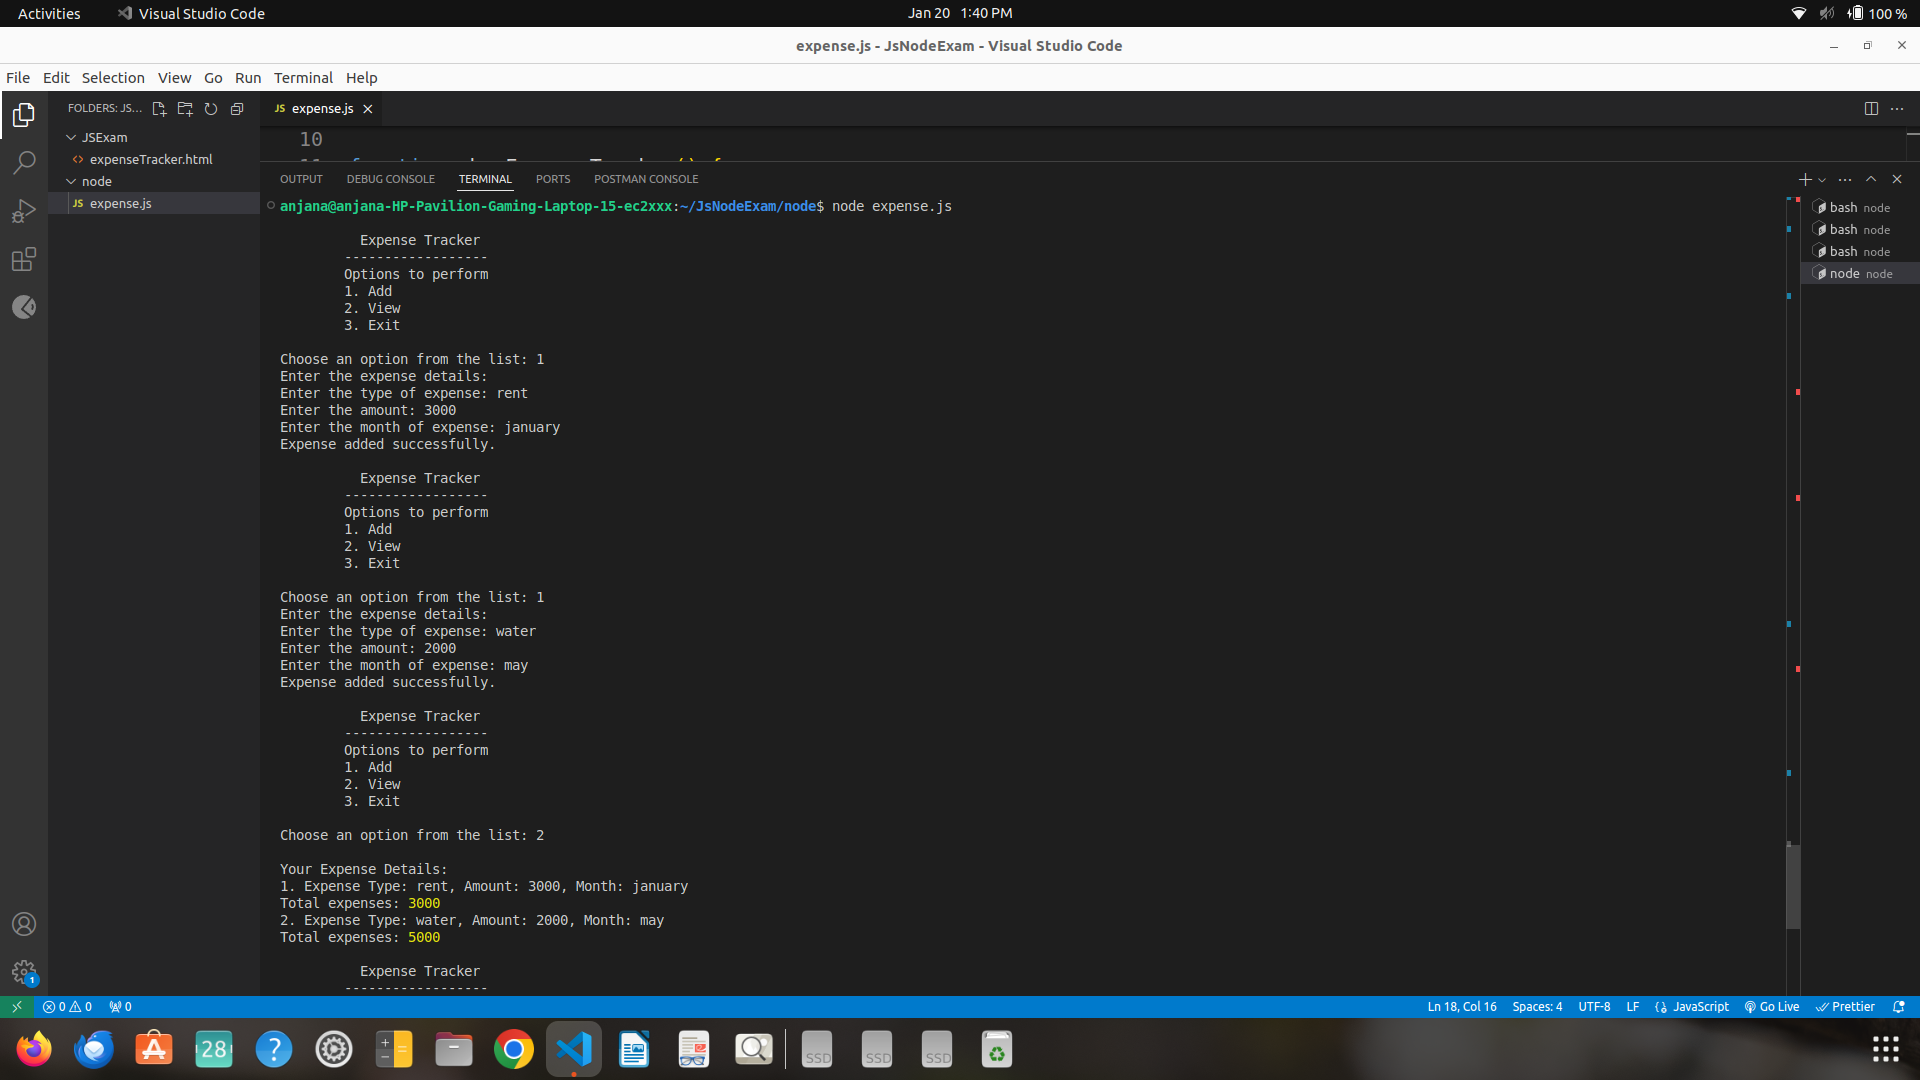 Activities Visual Studio Code Jan 20 1:40 PM 100 %
expense.js - JsNodeExam - Visual Studio Code
File Edit Selection View Go Run Terminal Help
FOLDERS: JS... JS expense.js
JSExam
expenseTracker.html
node
JS expense.js
10
OUTPUT DEBUG CONSOLE TERMINAL PORTS POSTMAN CONSOLE
anjana@anjana-HP-Pavilion-Gaming-Laptop-15-ec2xxx:~/JsNodeExam/node$ node expense.js
bash node
bash node
bash node
node node
Expense Tracker
------------------
Options to perform
1. Add
2. View
3. Exit
Choose an option from the list: 1
Enter the expense details:
Enter the type of expense: rent
Enter the amount: 3000
Enter the month of expense: january
Expense added successfully.
Expense Tracker
------------------
Options to perform
1. Add
2. View
3. Exit
Choose an option from the list: 1
Enter the expense details:
Enter the type of expense: water
Enter the amount: 2000
Enter the month of expense: may
Expense added successfully.
Expense Tracker
------------------
Options to perform
1. Add
2. View
3. Exit
Choose an option from the list: 2
Your Expense Details:
1. Expense Type: rent, Amount: 3000, Month: january
Total expenses: 3000
2. Expense Type: water, Amount: 2000, Month: may
Total expenses: 5000
Expense Tracker
------------------
1
0 0 0 Ln 18, Col 16 Spaces: 4 UTF-8 LF {} JavaScript Go Live Prettier
28 ? SSD SSD SSD